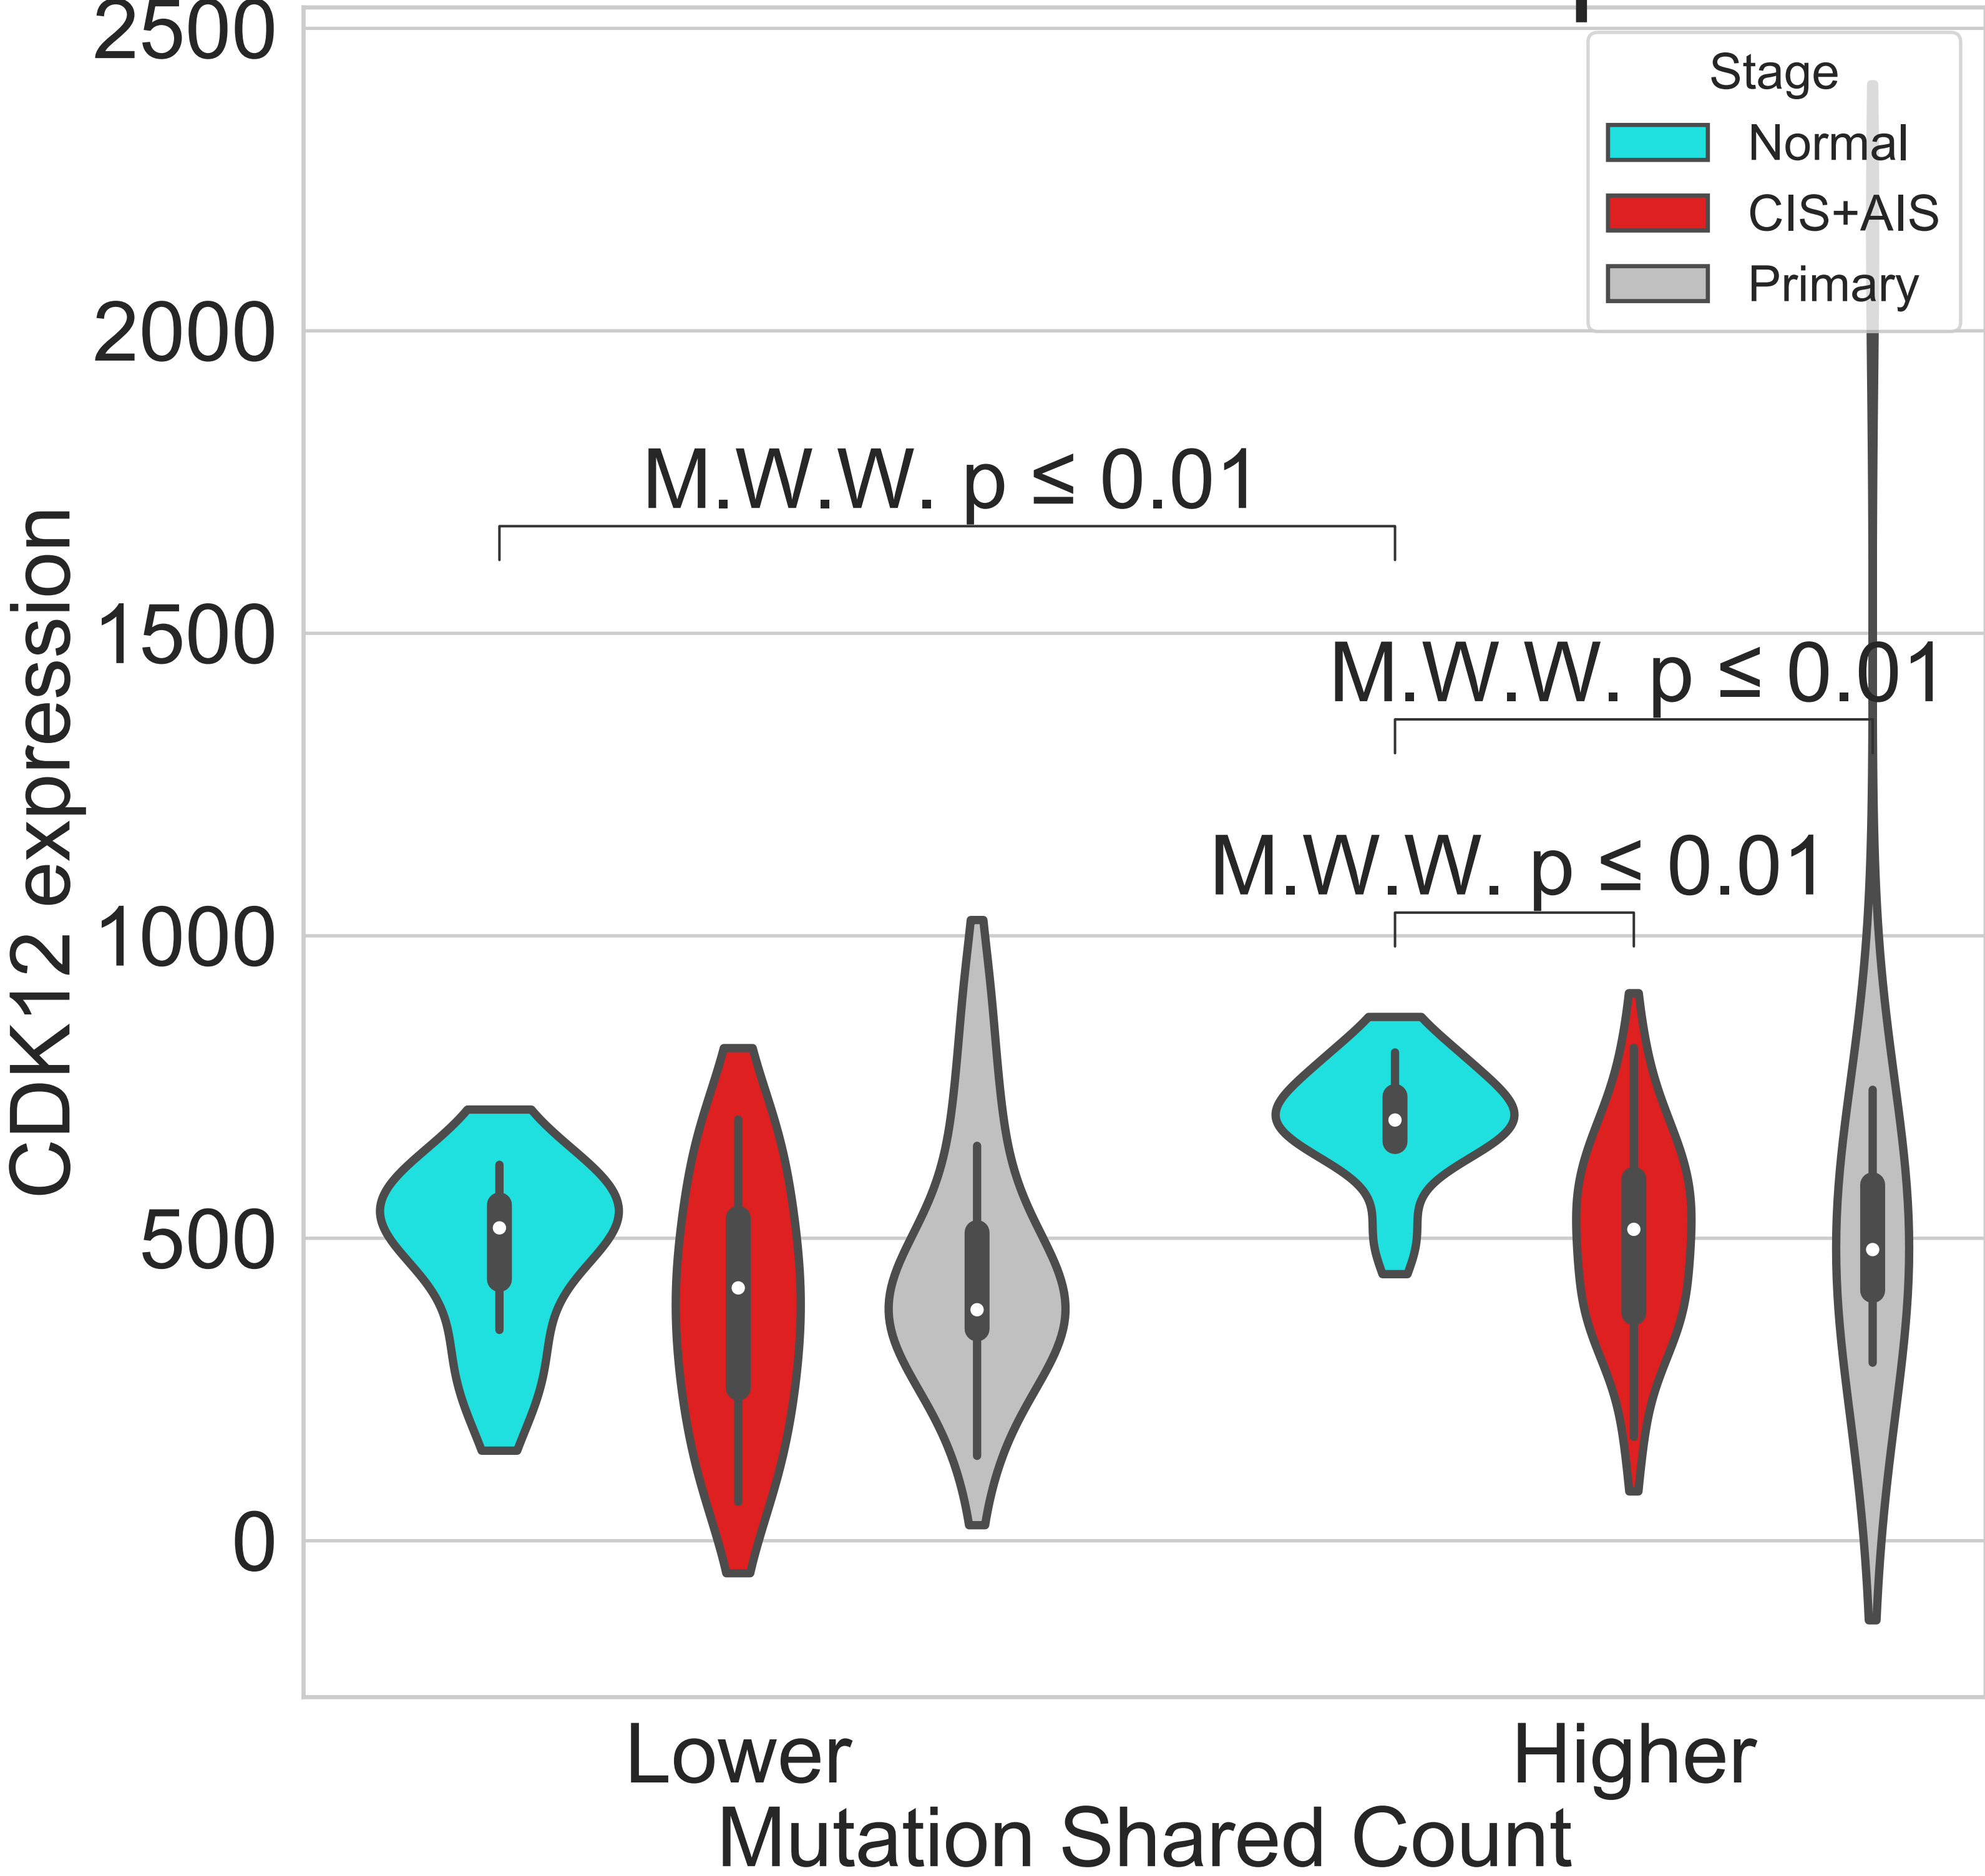 2500
2000
1500
1000
500
0
CDK12 expression
Stage
Normal
CIS+AIS
Primary
M.W.W. p ≤ 0.01
M.W.W. p ≤ 0.01
M.W.W. p ≤ 0.01
Lower
Higher
Mutation Shared Count